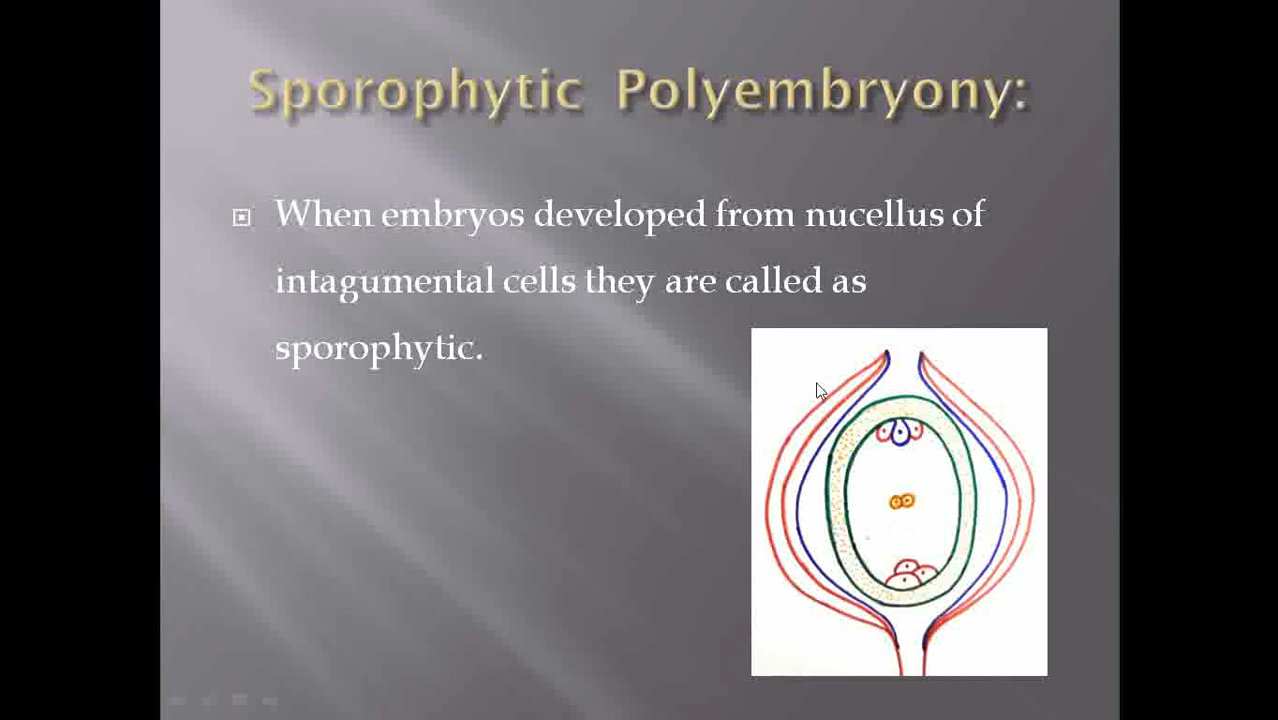 Sporophytic Polyembryony:
When embryos developed from nucellus of
intagumental cells they are called as
sporophytic.